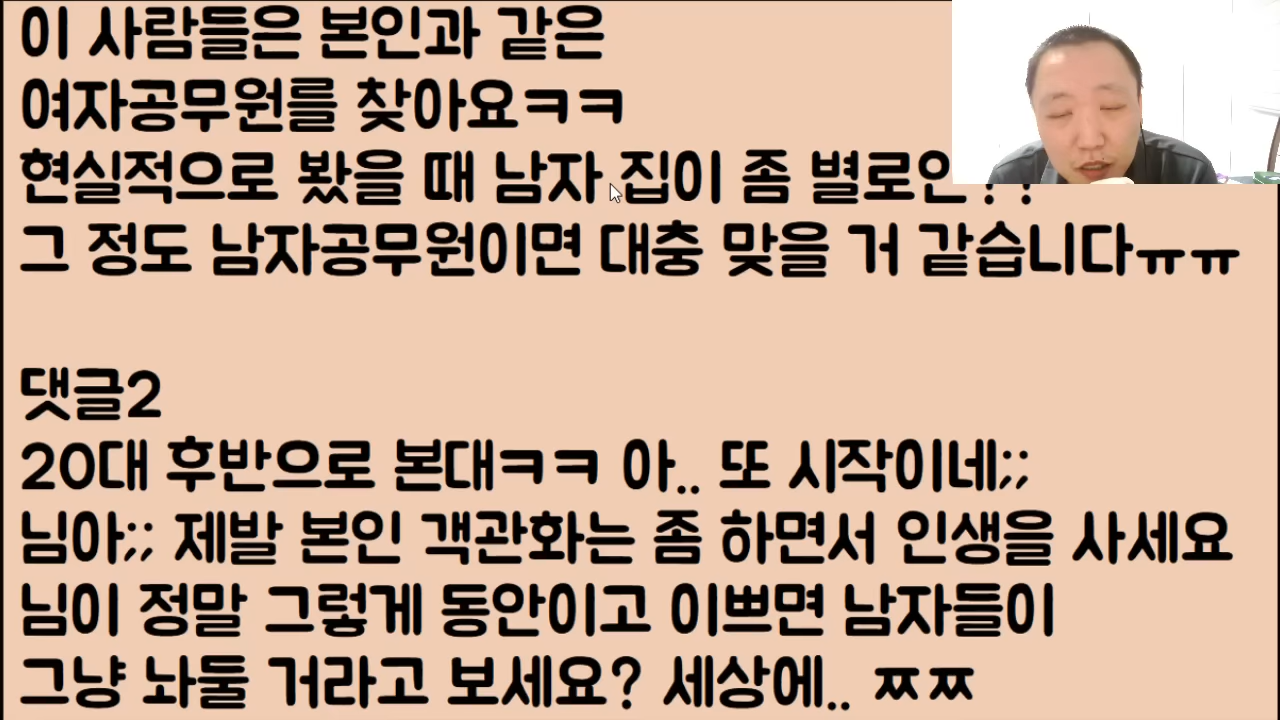 이 사람들은 본인과 같은
여자공무원를 찾아요ㅋㅋ
현실적으로 봤을 때 남자 집이 좀
그 정도 남자공무원이면 대충 맞을 거 같습니다ㅠㅠ
댓글2
20대 후반으로 본대ㅋㅋ 아.. 또 시작이네;;
님아;; 제발 본인 객관화는 좀 하면서 인생을 사세요
님이 정말 그렇게 동안이고 이쁘면 남자들이
그냥 놔둘 거라고 보세요? 세상에.. ㅉㅉ